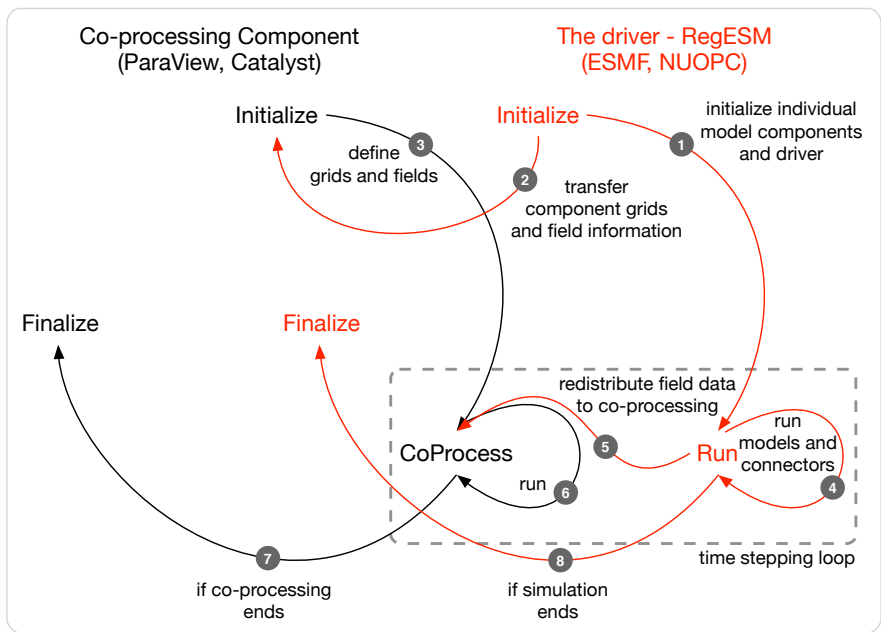 Co-processing Component
(ParaView, Catalyst)
The driver - RegESM
(ESMF, NUOPC)
Initialize
Initialize
initialize individual
model components
and driver
1
3
define
grids and fields
2
transfer
component grids
and field information
Finalize
Finalize
redistribute field data
to co-processing
CoProcess
run
6
5
Run
run
models and
connectors
4
time stepping loop
7
if co-processing
ends
8
if simulation
ends